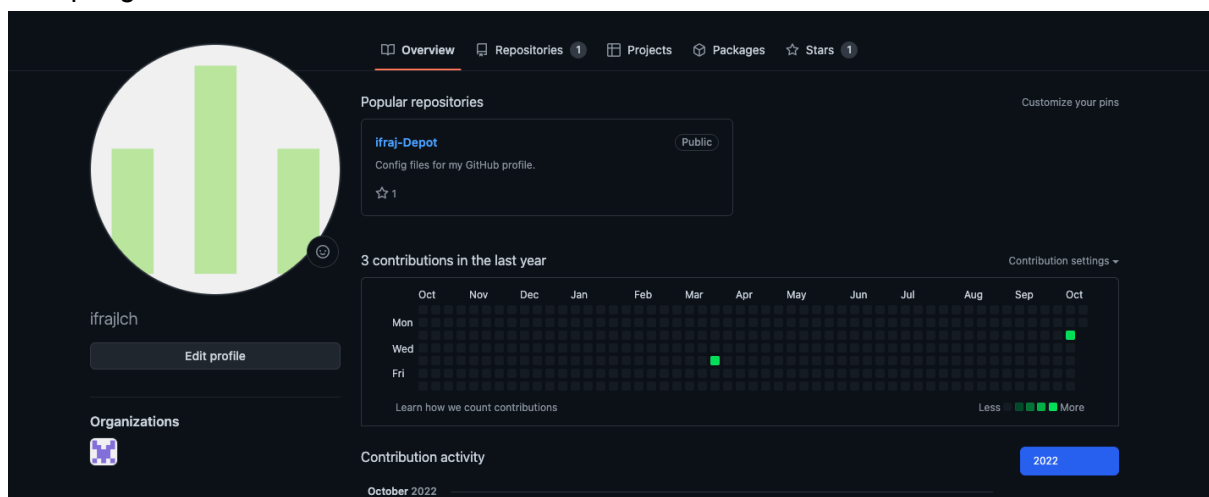 Overview Repositories 1 Projects Packages Stars 1
Popular repositories Customize your pins
ifraj-Depot Public
Config files for my GitHub profile.
1
3 contributions in the last year Contribution settings
Oct Nov Dec Jan Feb Mar Apr May Jun Jul Aug Sep Oct
Mon
Wed
Fri
Learn how we count contributions Less More
ifrajlch
Edit profile
Organizations
Contribution activity 2022
October 2022